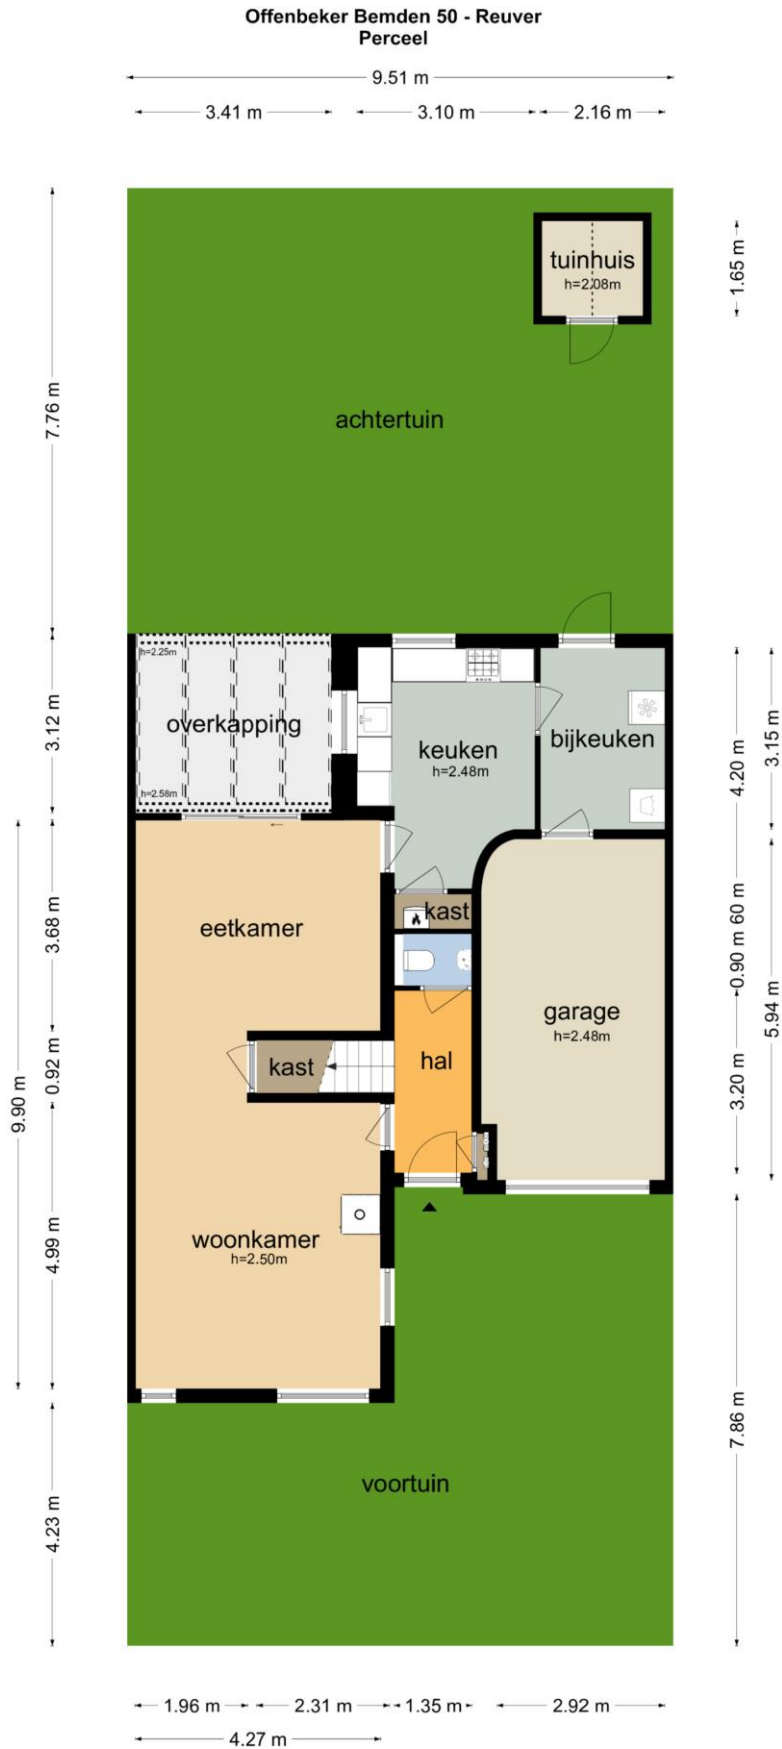 Offenbeker Bemden 50 - Reuver
Perceel
9.51 m
3.41 m
3.10 m
2.16 m
tuinhuis
h=2.08m
1.65 m
7.76 m
achtertuin
h=2.25m
overkapping
h=2.58m
3.12 m
keuken
h=2.48m
bijkeuken
4.20 m
3.15 m
eetkamer
3.68 m
kast
60 m
0.90 m
garage
h=2.48m
5.94 m
kast
hal
0.92 m
3.20 m
9.90 m
woonkamer
h=2.50m
4.99 m
7.86 m
voortuin
4.23 m
1.96 m
2.31 m
1.35 m
2.92 m
4.27 m